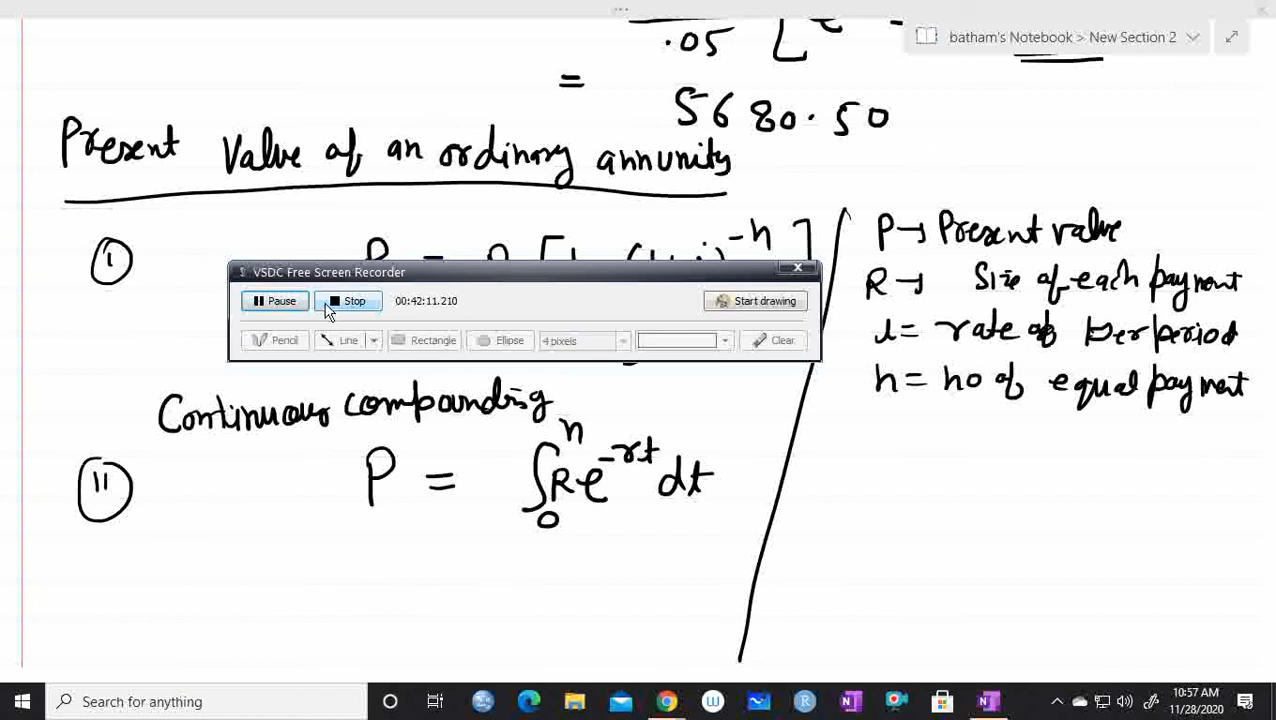 .05 [ e -
batham's Notebook > New Section 2
= 5680.50
Present Value of an ordinary annunity
I
-n ]
VSDC Free Screen Recorder
Pause Stop 00:42:11.210 Start drawing
Pencil Line Rectangle Ellipse 4 pixels Clear
P → Present value
R → Size of each payment
i = rate of per period
n = no of equal payment
Continuous compounding
II P = ∫₀ⁿ Re^{-rt} dt
Search for anything
10:57 AM
11/28/2020